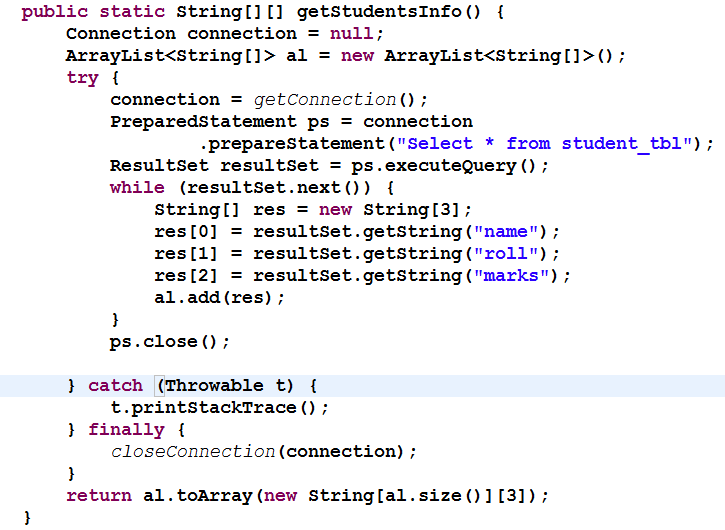 public static String[][] getStudentsInfo() {
    Connection connection = null;
    ArrayList<String[]> al = new ArrayList<String[]>();
    try {
        connection = getConnection();
        PreparedStatement ps = connection
                .prepareStatement("Select * from student_tbl");
        ResultSet resultSet = ps.executeQuery();
        while (resultSet.next()) {
            String[] res = new String[3];
            res[0] = resultSet.getString("name");
            res[1] = resultSet.getString("roll");
            res[2] = resultSet.getString("marks");
            al.add(res);
        }
        ps.close();

    } catch (Throwable t) {
        t.printStackTrace();
    } finally {
        closeConnection(connection);
    }
    return al.toArray(new String[al.size()][3]);
}